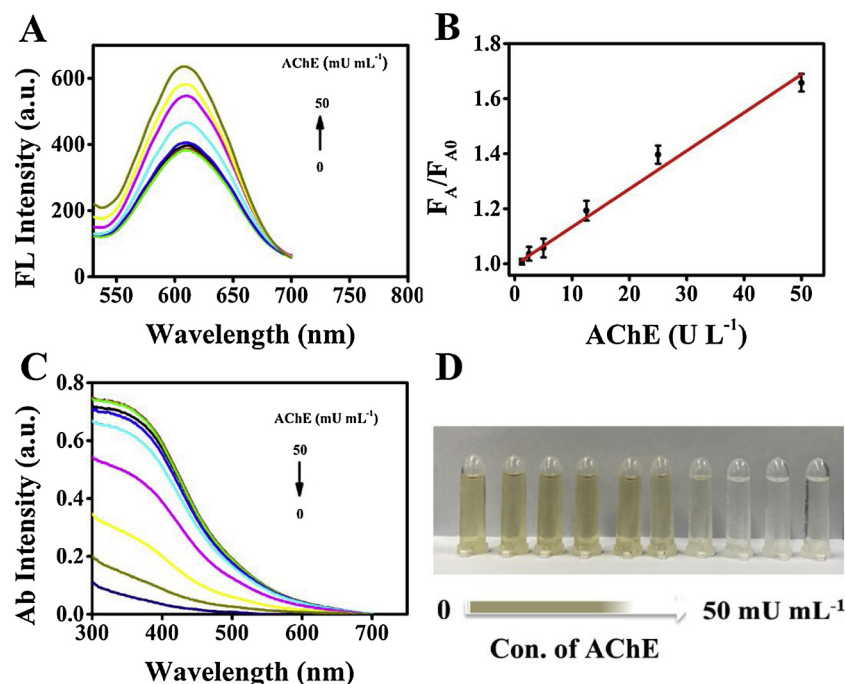 A
FL Intensity (a.u.)
600
400
200
0
AChE (mU mL⁻¹)
50
0
550 600 650 700 750 800
Wavelength (nm)
B
F_A/F_A0
1.8
1.6
1.4
1.2
1.0
0 10 20 30 40 50
AChE (U L⁻¹)
C
Ab Intensity (a.u.)
0.8
0.6
0.4
0.2
0.0
AChE (mU mL⁻¹)
50
0
300 400 500 600 700
Wavelength (nm)
D
0 50 mU mL⁻¹
Con. of AChE